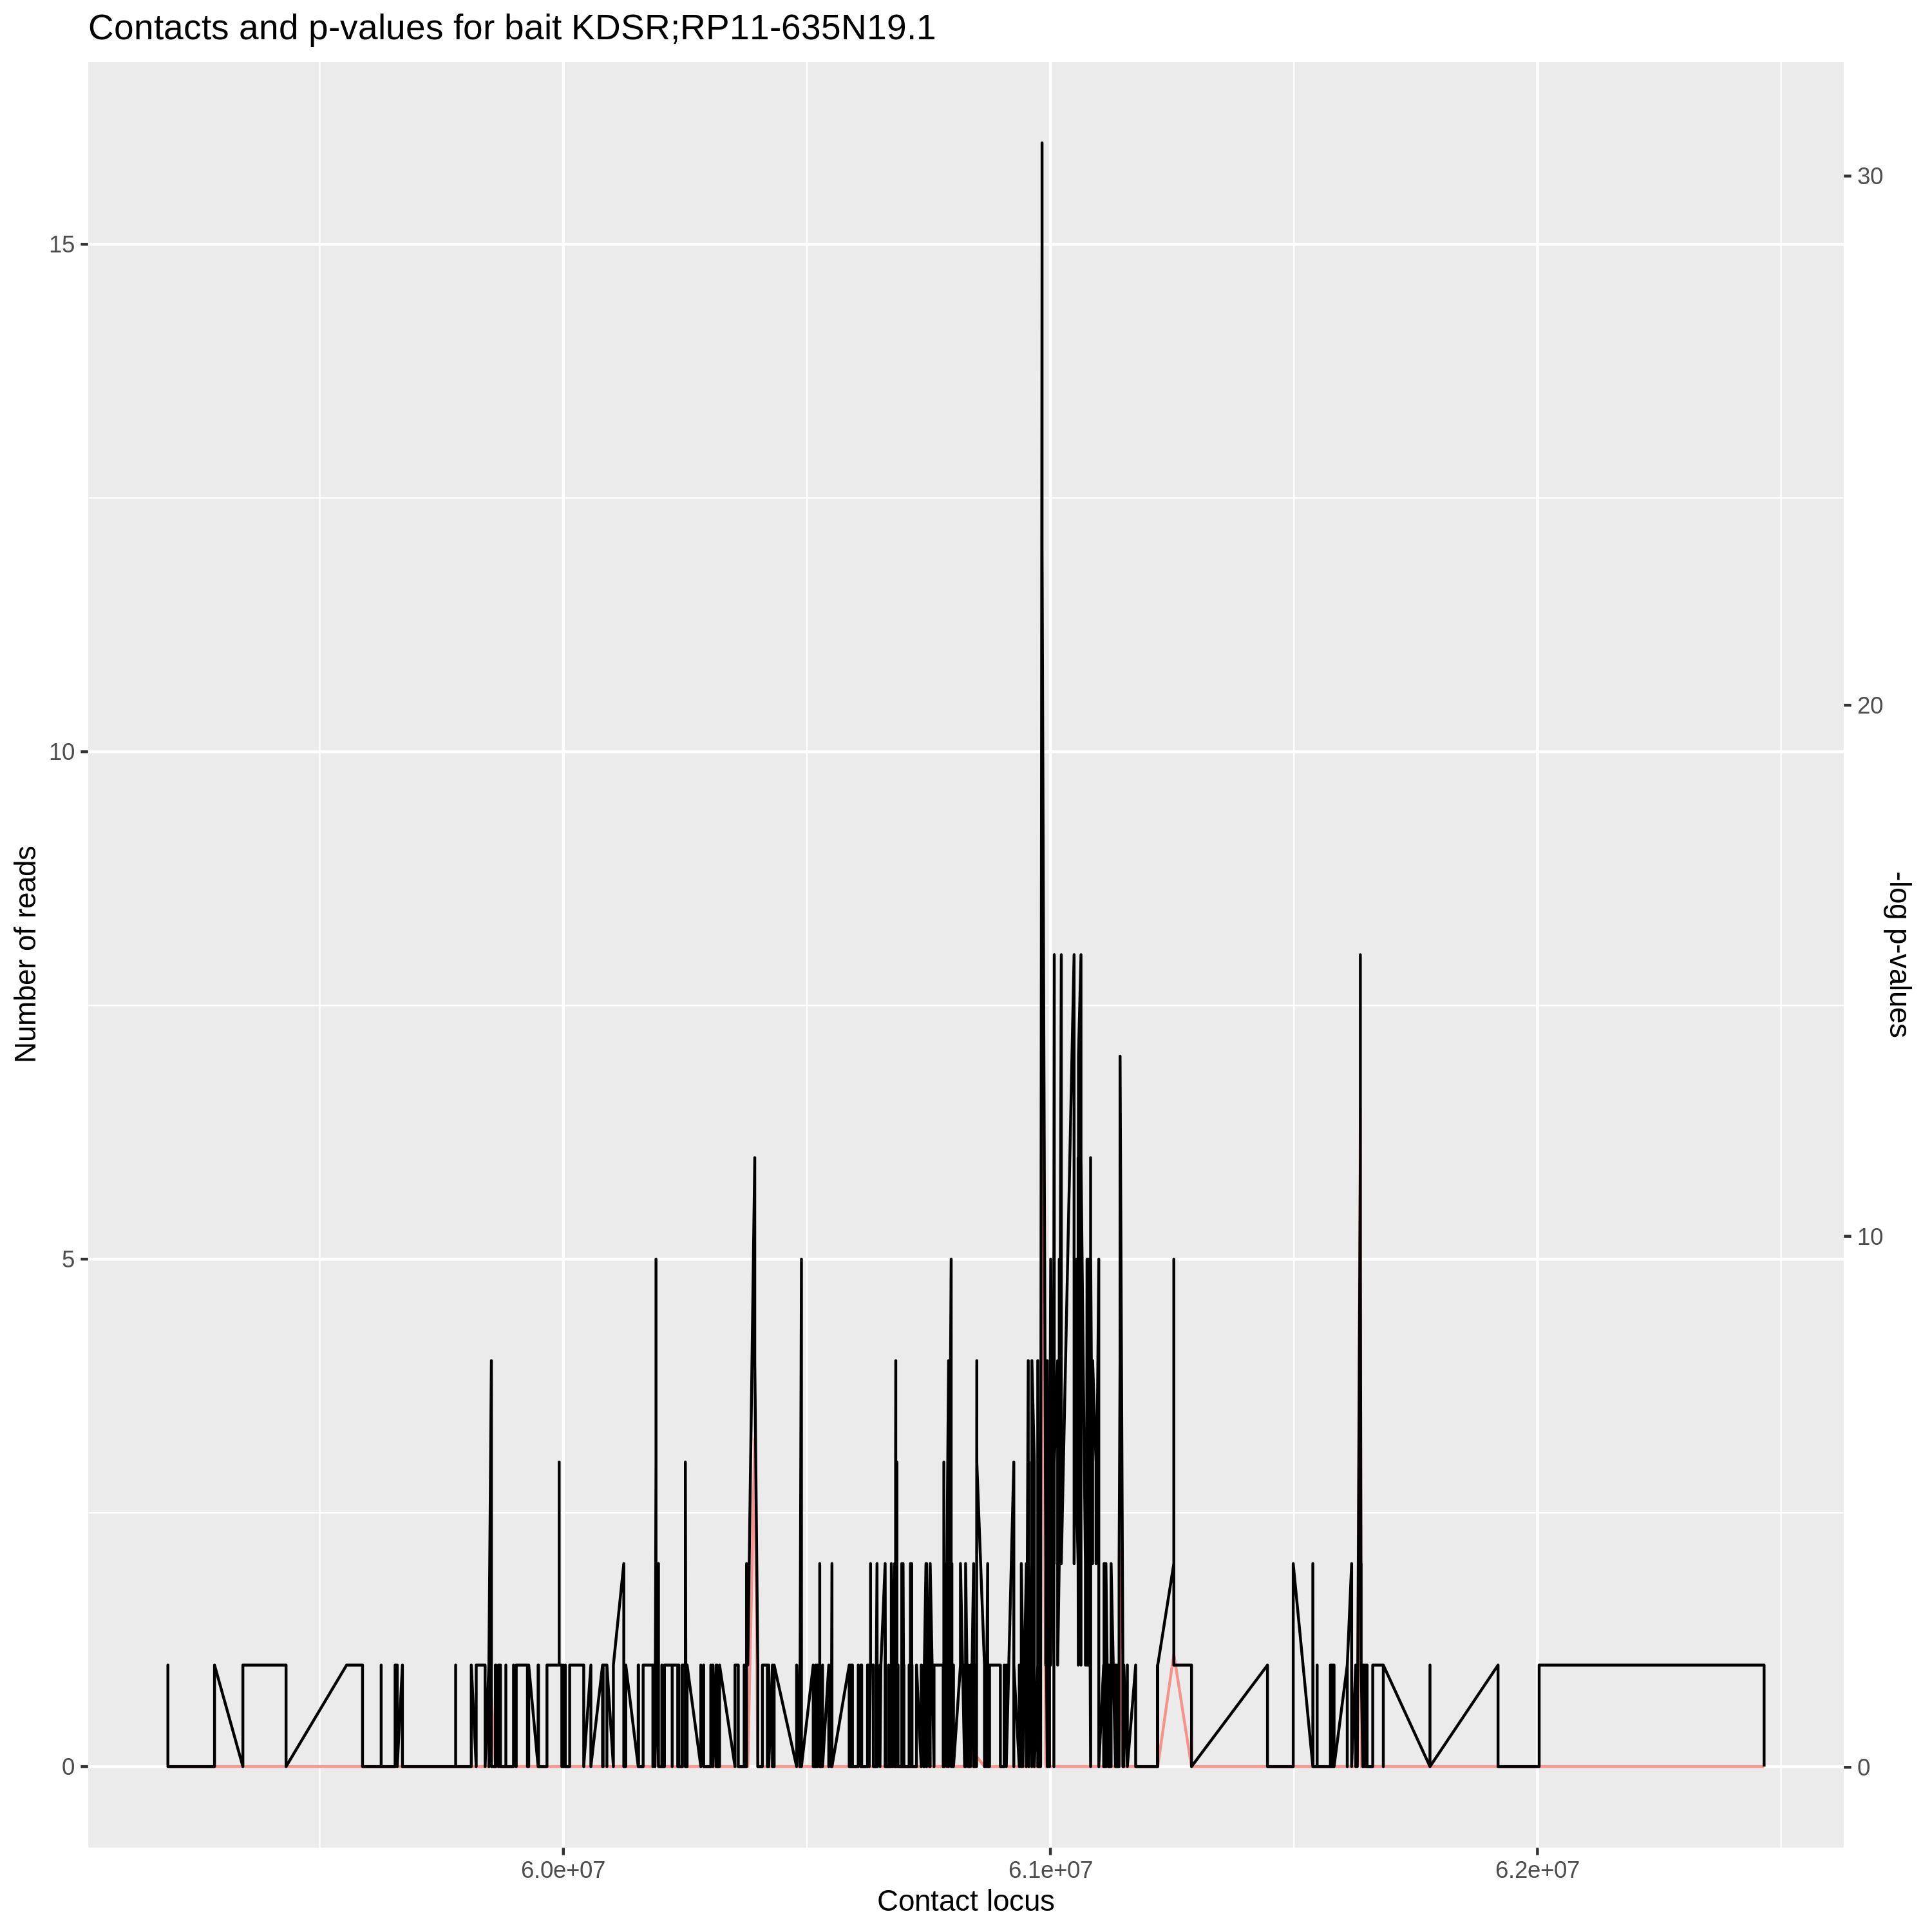 Contacts and p-values for bait KDSR;RP11-635N19.1
15
10
5
0
Number of reads
30
20
10
0
-log p-values
6.0e+07
6.1e+07
6.2e+07
Contact locus